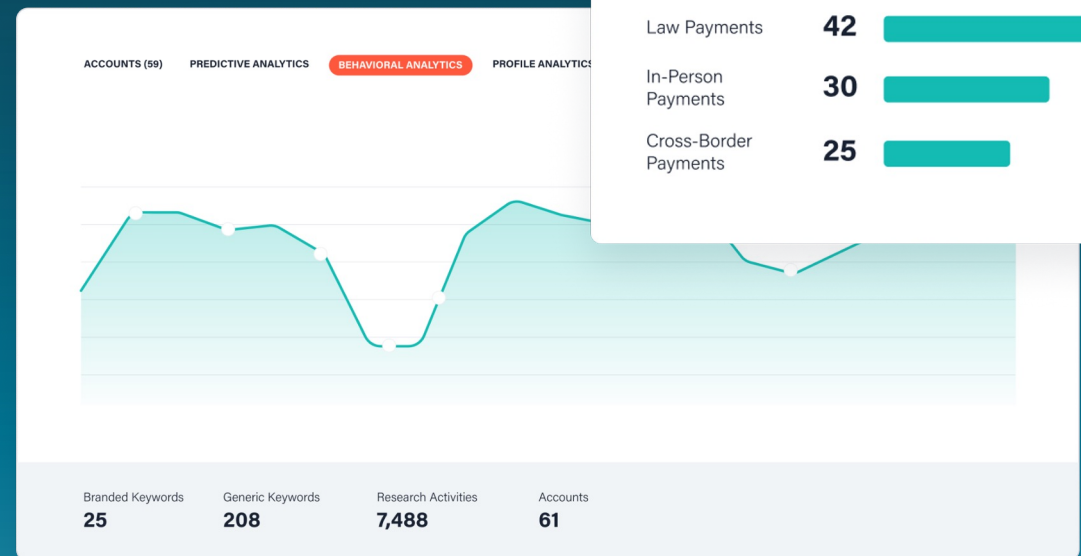 ACCOUNTS (59) PREDICTIVE ANALYTICS BEHAVIORAL ANALYTICS PROFILE ANALYTICS
Law Payments 42
In-Person
Payments
30
Cross-Border
Payments
25
Branded Keywords Generic Keywords Research Activities Accounts
25 208 7,488 61